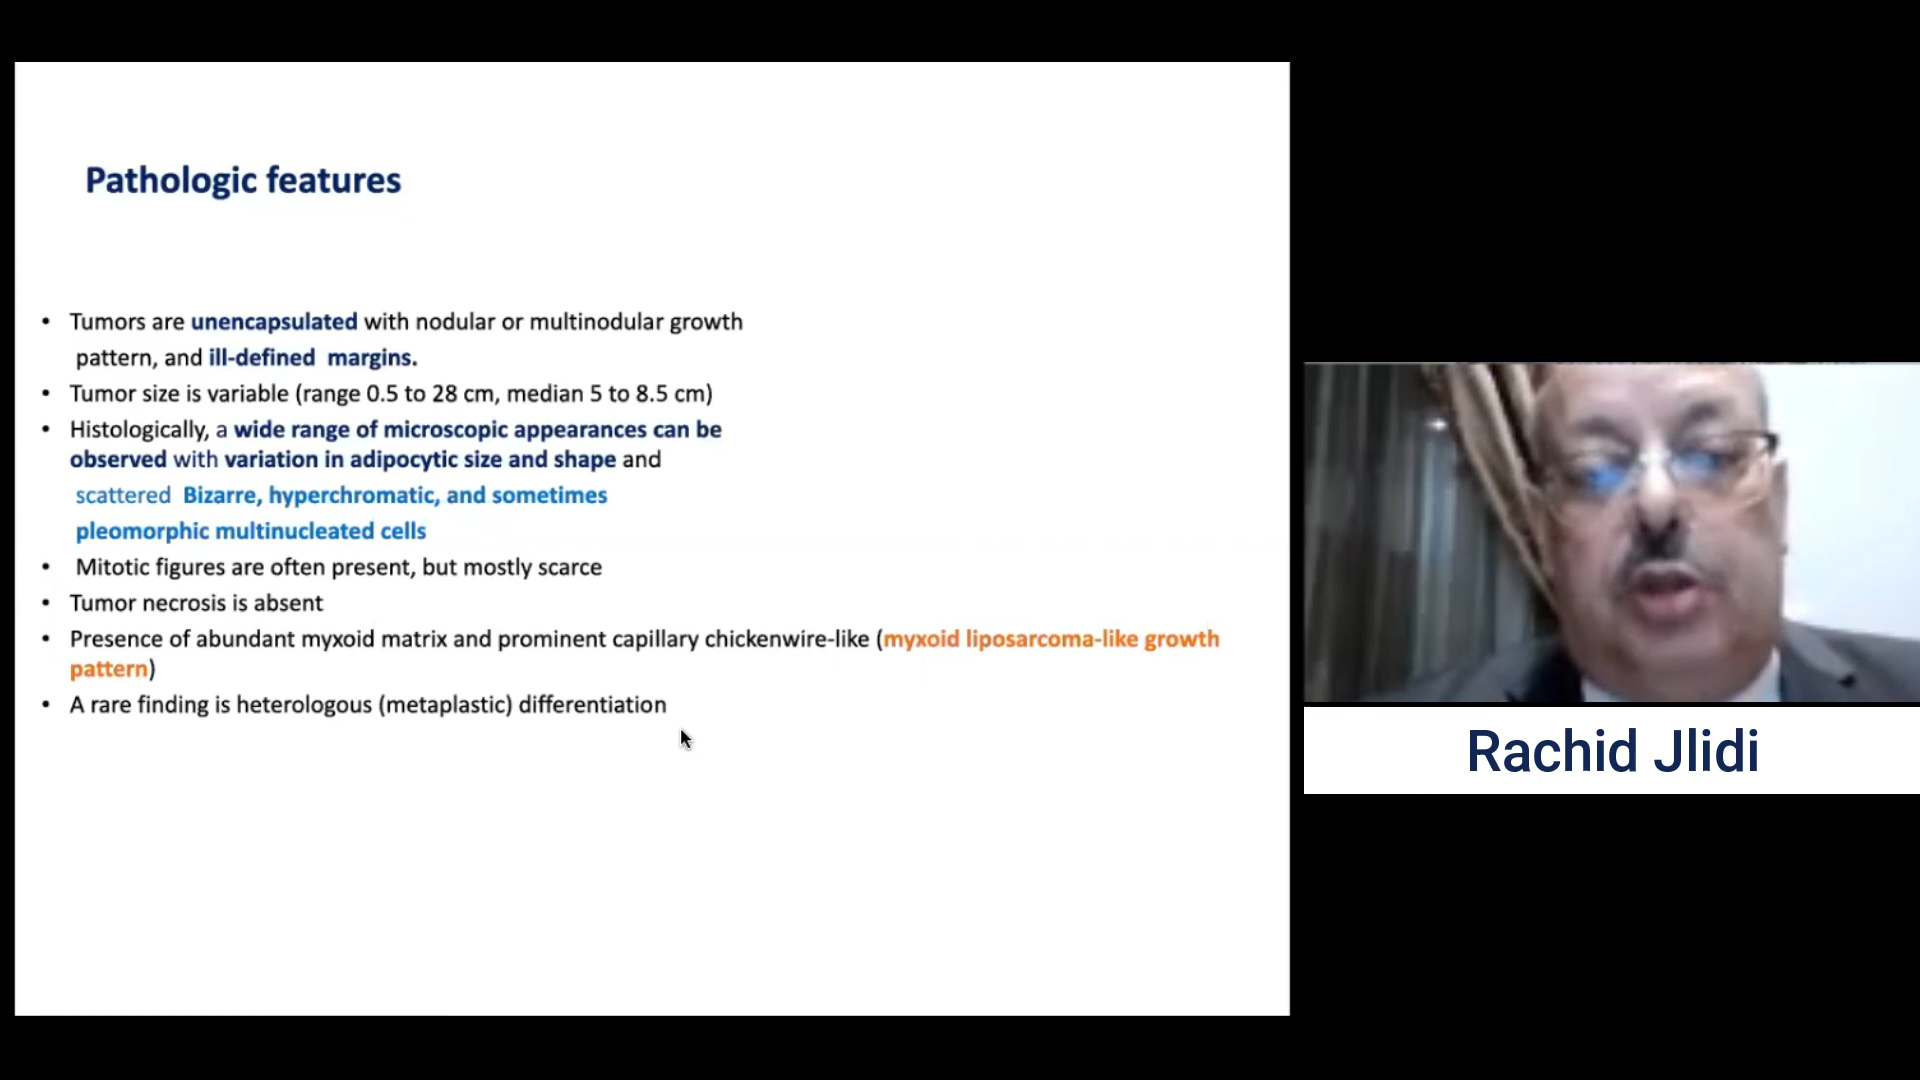 Pathologic features
• Tumors are unencapsulated with nodular or multinodular growth
pattern, and ill-defined margins.
• Tumor size is variable (range 0.5 to 28 cm, median 5 to 8.5 cm)
• Histologically, a wide range of microscopic appearances can be
observed with variation in adipocytic size and shape and
scattered Bizarre, hyperchromatic, and sometimes
pleomorphic multinucleated cells
• Mitotic figures are often present, but mostly scarce
• Tumor necrosis is absent
• Presence of abundant myxoid matrix and prominent capillary chickenwire-like (myxoid liposarcoma-like growth
pattern)
• A rare finding is heterologous (metaplastic) differentiation
Rachid Jlidi